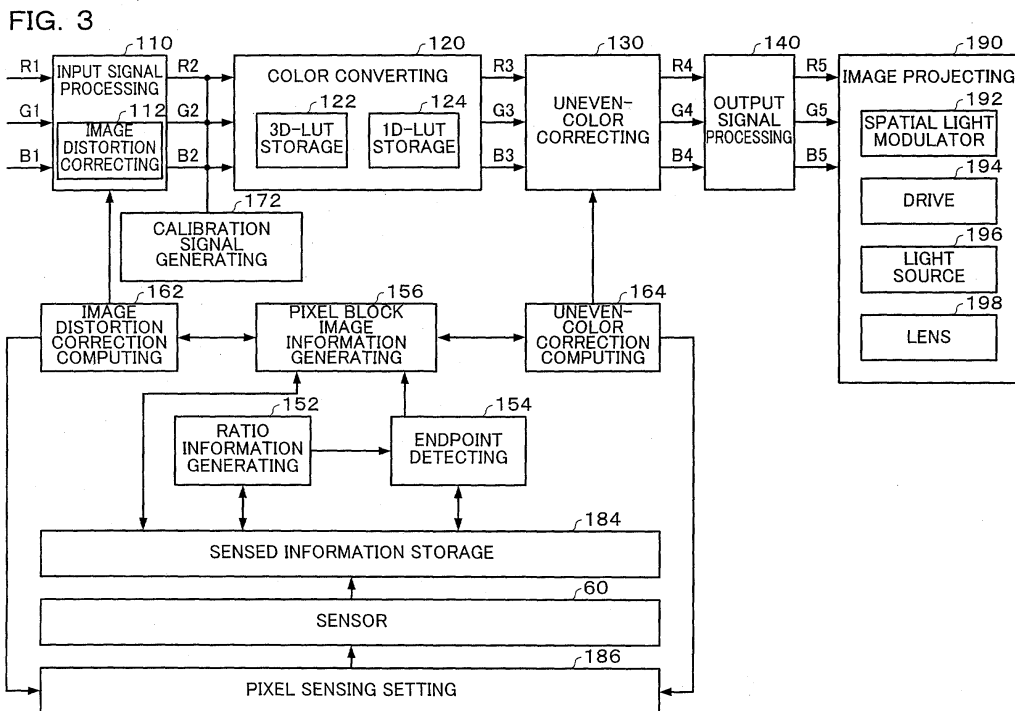 FIG. 3
110
120
130
140
190
R1
INPUT SIGNAL
PROCESSING
R2
COLOR CONVERTING
R3
R4
R5
IMAGE PROJECTING
G1
112
IMAGE
DISTORTION
CORRECTING
G2
122
3D-LUT
STORAGE
124
1D-LUT
STORAGE
G3
UNEVEN-
COLOR
CORRECTING
G4
OUTPUT
SIGNAL
PROCESSING
G5
192
SPATIAL LIGHT
MODULATOR
B1
B2
B3
B4
B5
194
DRIVE
172
CALIBRATION
SIGNAL
GENERATING
196
LIGHT
SOURCE
162
IMAGE
DISTORTION
CORRECTION
COMPUTING
156
PIXEL BLOCK
IMAGE
INFORMATION
GENERATING
164
UNEVEN-
COLOR
CORRECTION
COMPUTING
198
LENS
152
RATIO
INFORMATION
GENERATING
154
ENDPOINT
DETECTING
184
SENSED INFORMATION STORAGE
60
SENSOR
186
PIXEL SENSING SETTING